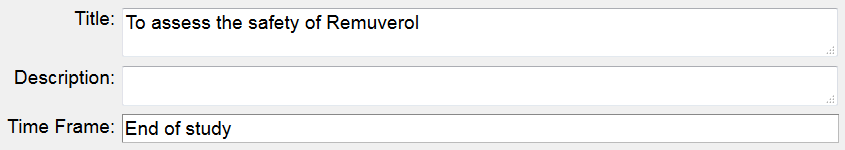 Title: To assess the safety of Remuverol
Description:
Time Frame: End of study